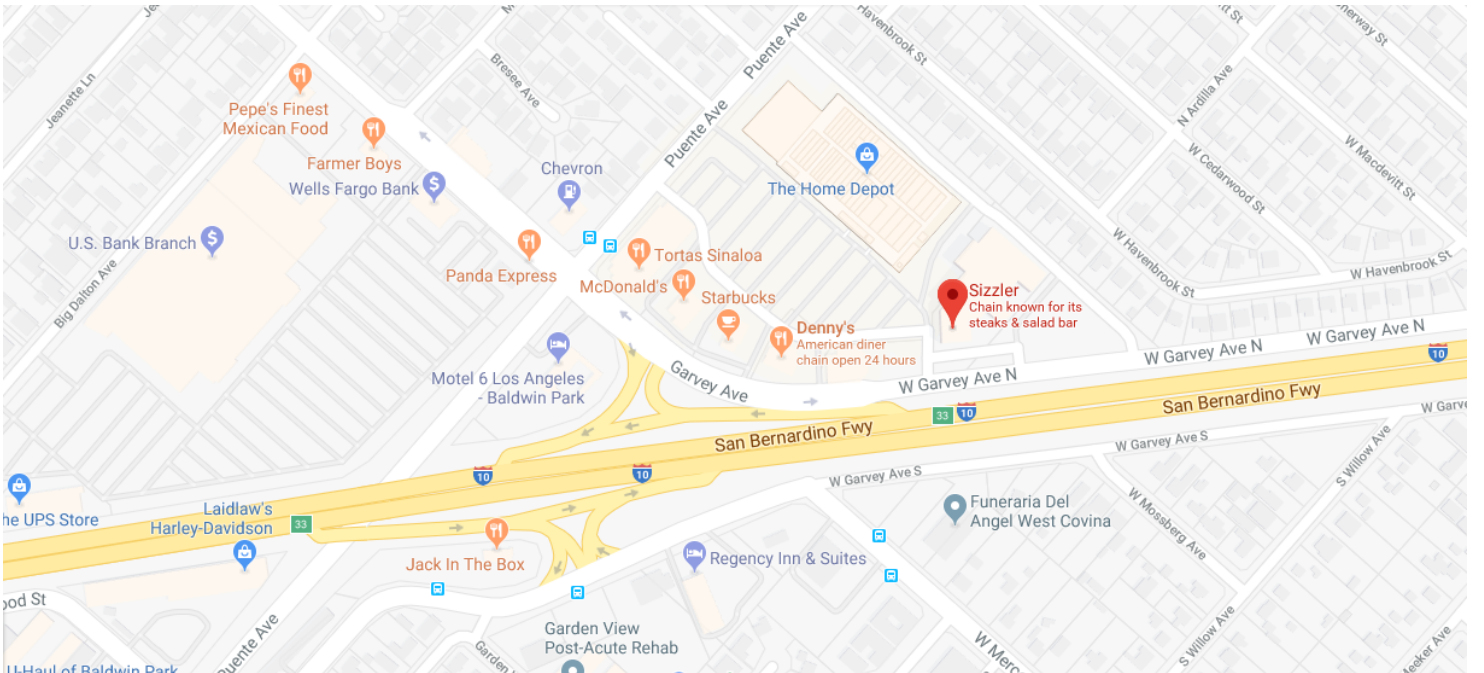 Puente Ave
Havenbrook St
Jeanette Ln
Bresee Ave
N Ardilla Ave
Pepe's Finest
Mexican Food
Farmer Boys
Puente Ave
W Macdevitt St
Chevron
Wells Fargo Bank
The Home Depot
W Cedarwood St
U.S. Bank Branch
Tortas Sinaloa
W Havenbrook St
W Havenbrook St
Panda Express
McDonald's
Starbucks
Big Dalton Ave
Sizzler
Chain known for its
steaks & salad bar
Denny's
American diner
chain open 24 hours
W Garvey Ave N
W Garvey Ave N
Motel 6 Los Angeles
- Baldwin Park
Garvey Ave
W Garvey Ave N
10
San Bernardino Fwy
33
10
San Bernardino Fwy
W Garvey Ave S
10
10
W Garvey Ave S
S Willow Ave
he UPS Store
Laidlaw's
Harley-Davidson
33
W Mossberg Ave
Funeraria Del
Angel West Covina
Jack In The Box
Regency Inn & Suites
ood St
Puente Ave
Garden View
Post-Acute Rehab
Garden
W Merc
S Willow Ave
eeker Ave
U-Haul of Baldwin Park